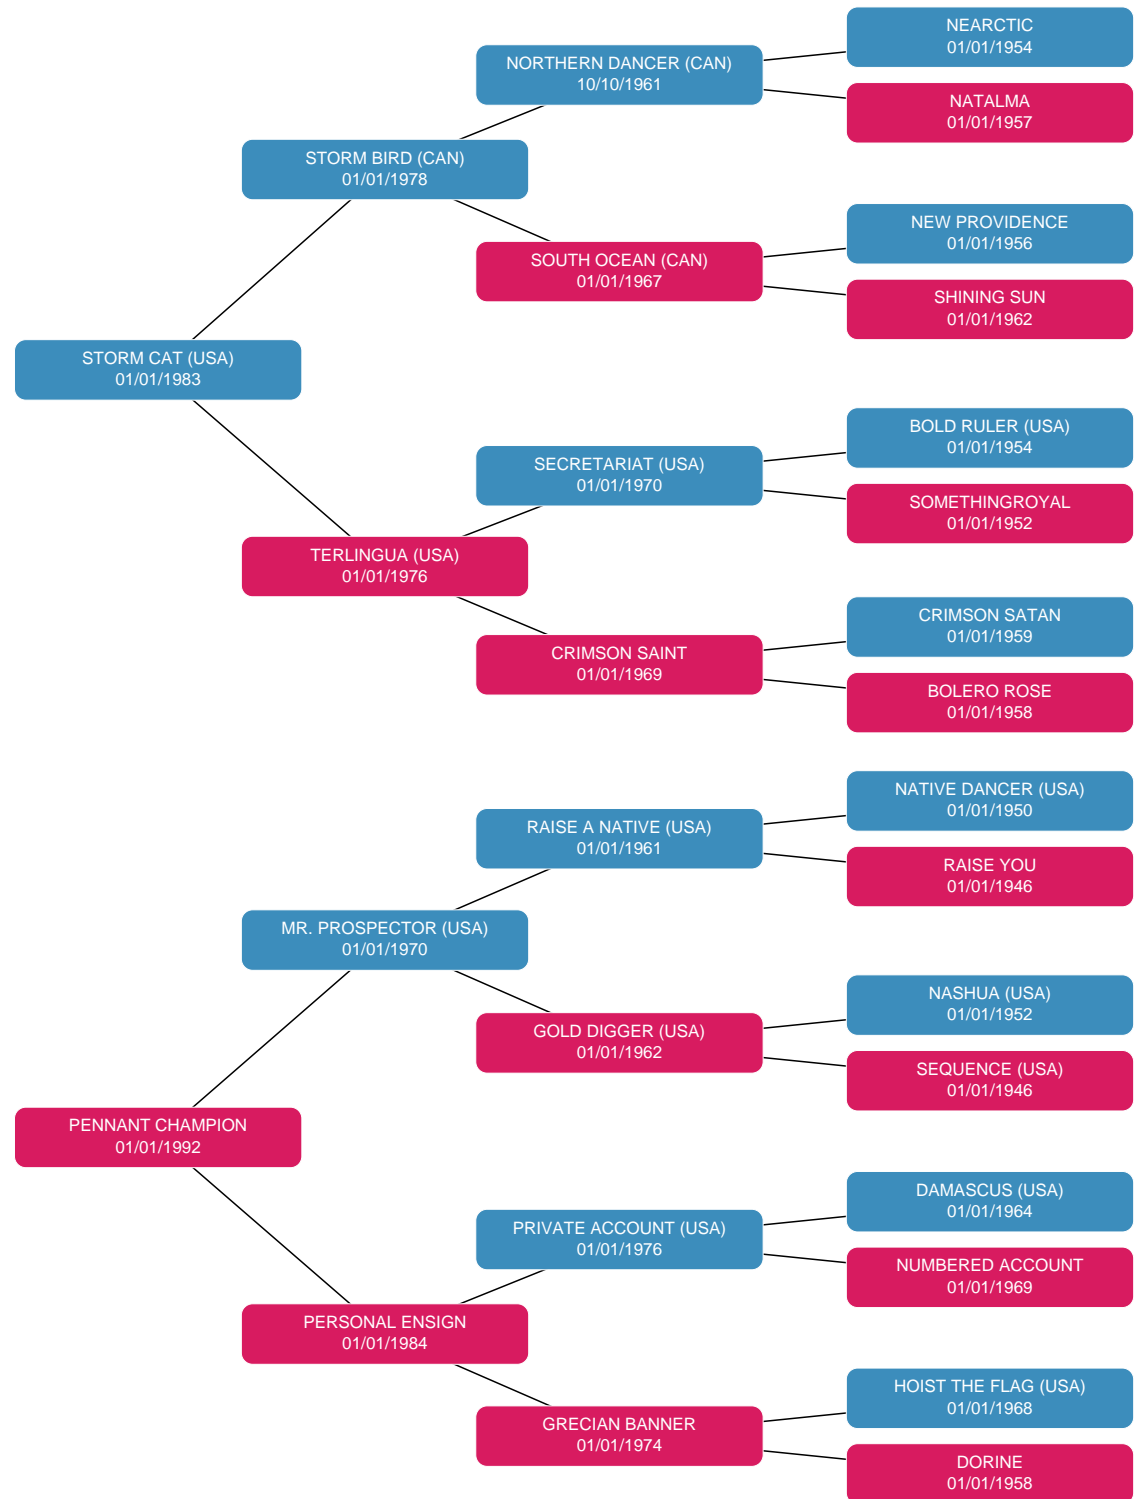 NEARCTIC
01/01/1954
NORTHERN DANCER (CAN)
10/10/1961
NATALMA
01/01/1957
STORM BIRD (CAN)
01/01/1978
NEW PROVIDENCE
01/01/1956
SOUTH OCEAN (CAN)
01/01/1967
SHINING SUN
01/01/1962
STORM CAT (USA)
01/01/1983
BOLD RULER (USA)
01/01/1954
SECRETARIAT (USA)
01/01/1970
SOMETHINGROYAL
01/01/1952
TERLINGUA (USA)
01/01/1976
CRIMSON SATAN
01/01/1959
CRIMSON SAINT
01/01/1969
BOLERO ROSE
01/01/1958
NATIVE DANCER (USA)
01/01/1950
RAISE A NATIVE (USA)
01/01/1961
RAISE YOU
01/01/1946
MR. PROSPECTOR (USA)
01/01/1970
NASHUA (USA)
01/01/1952
GOLD DIGGER (USA)
01/01/1962
SEQUENCE (USA)
01/01/1946
PENNANT CHAMPION
01/01/1992
DAMASCUS (USA)
01/01/1964
PRIVATE ACCOUNT (USA)
01/01/1976
NUMBERED ACCOUNT
01/01/1969
PERSONAL ENSIGN
01/01/1984
HOIST THE FLAG (USA)
01/01/1968
GRECIAN BANNER
01/01/1974
DORINE
01/01/1958